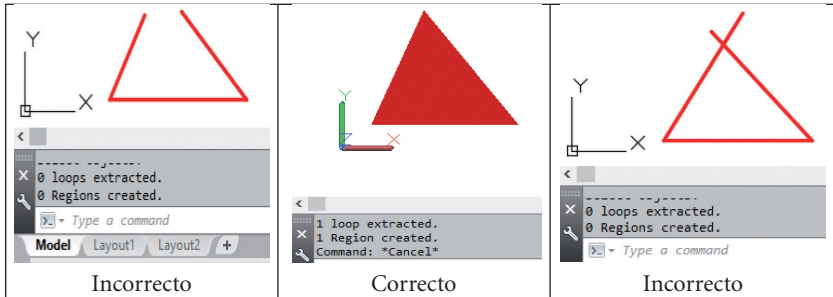 Y
X
0 loops extracted.
0 Regions created.
Type a command
Model Layout1 Layout2 +
Incorrecto
Y
Z X
1 loop extracted.
1 Region created.
Command: *Cancel*
Correcto
Y
X
0 loops extracted.
0 Regions created.
Type a command
Incorrecto